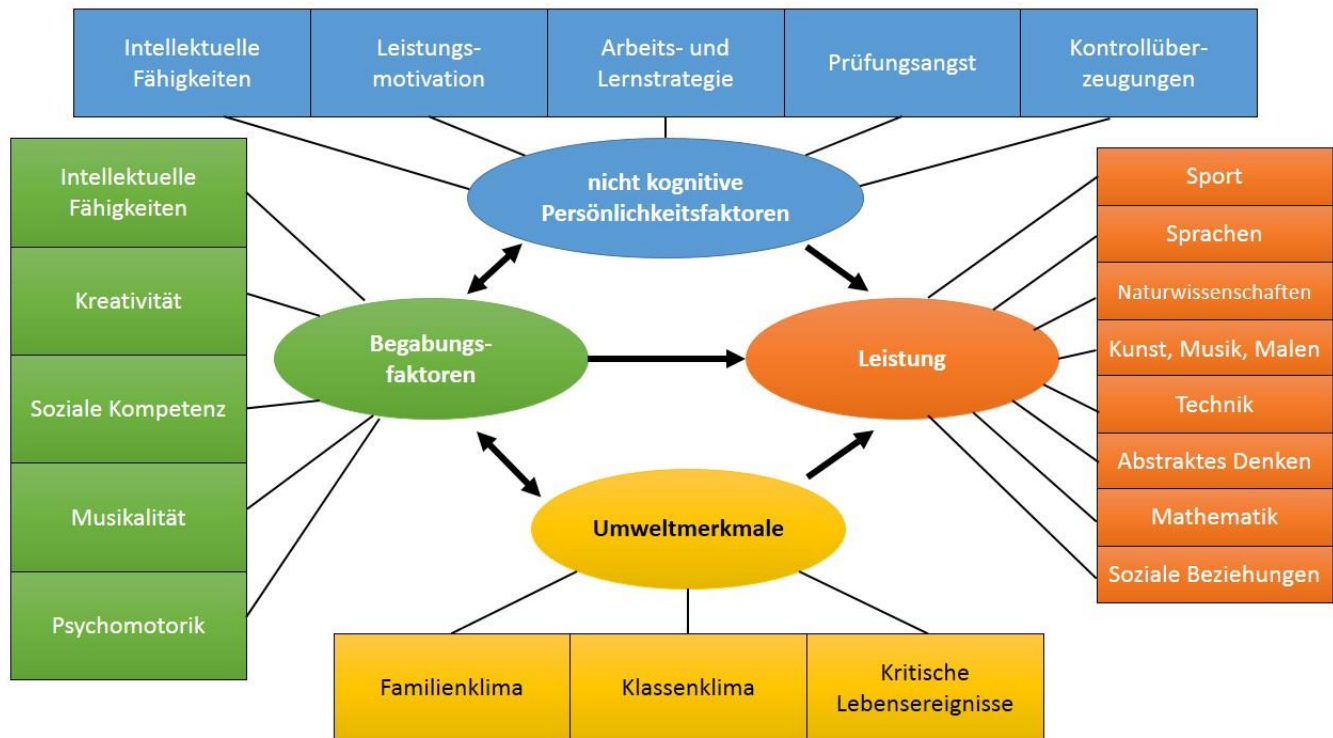 Intellektuelle
Fähigkeiten
Leistungs-
motivation
Arbeits- und
Lernstrategie
Prüfungsangst
Kontrollüber-
zeugungen
nicht kognitive
Persönlichkeitsfaktoren
Intellektuelle
Fähigkeiten
Kreativität
Soziale Kompetenz
Musikalität
Psychomotorik
Begabungs-
faktoren
Leistung
Sport
Sprachen
Naturwissenschaften
Kunst, Musik, Malen
Technik
Abstraktes Denken
Mathematik
Soziale Beziehungen
Umweltmerkmale
Familienklima
Klassenklima
Kritische
Lebensereignisse